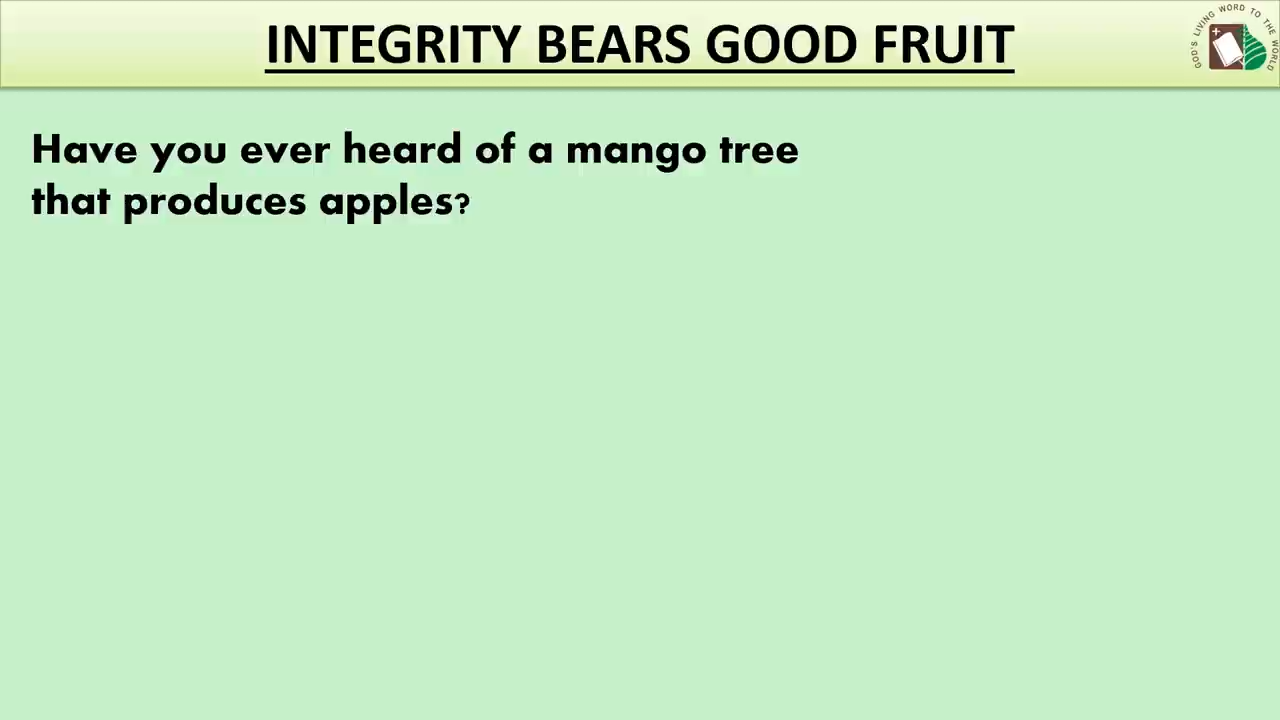 INTEGRITY BEARS GOOD FRUIT
GOD'S LIVING WORD TO THE WORLD
Have you ever heard of a mango tree
that produces apples?